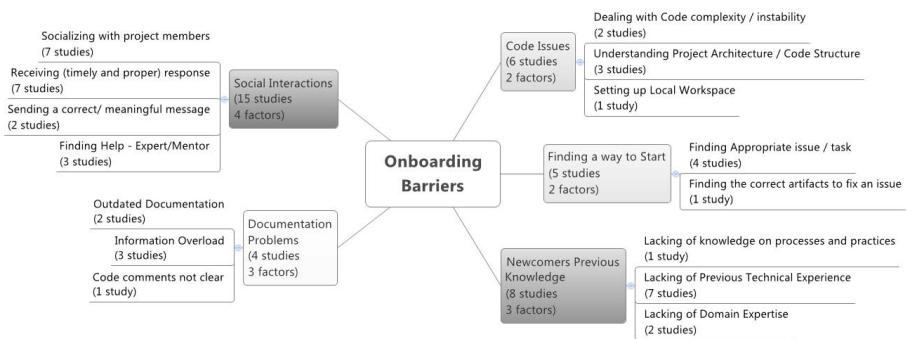 Socializing with project members
(7 studies)
Receiving (timely and proper) response
(7 studies)
Sending a correct/ meaningful message
(2 studies)
Finding Help - Expert/Mentor
(3 studies)
Social Interactions
(15 studies
4 factors)
Outdated Documentation
(2 studies)
Information Overload
(3 studies)
Code comments not clear
(1 study)
Documentation
Problems
(4 studies
3 factors)
Onboarding
Barriers
Code Issues
(6 studies
2 factors)
Dealing with Code complexity / instability
(2 studies)
Understanding Project Architecture / Code Structure
(3 studies)
Setting up Local Workspace
(1 study)
Finding a way to Start
(5 studies
2 factors)
Finding Appropriate issue / task
(4 studies)
Finding the correct artifacts to fix an issue
(1 study)
Newcomers Previous
Knowledge
(8 studies
3 factors)
Lacking of knowledge on processes and practices
(1 study)
Lacking of Previous Technical Experience
(7 studies)
Lacking of Domain Expertise
(2 studies)